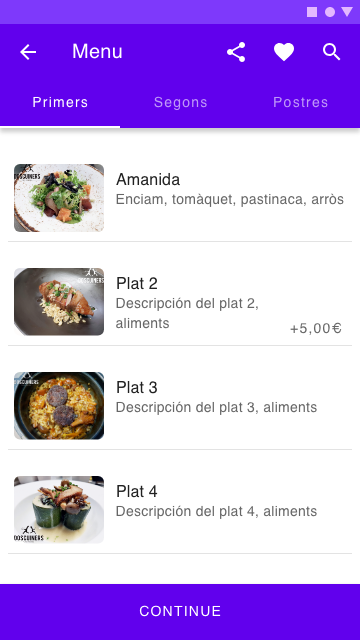 Menu
Primers
Segons
Postres
DOSCUINERS
Amanida
Enciam, tomàquet, pastinaca, arròs
DOSCUINERS
Plat 2
Descripción del plat 2,
aliments
+5,00€
Plat 3
Descripción del plat 3, aliments
DOSCUINERS
Plat 4
Descripción del plat 4, aliments
CONTINUE